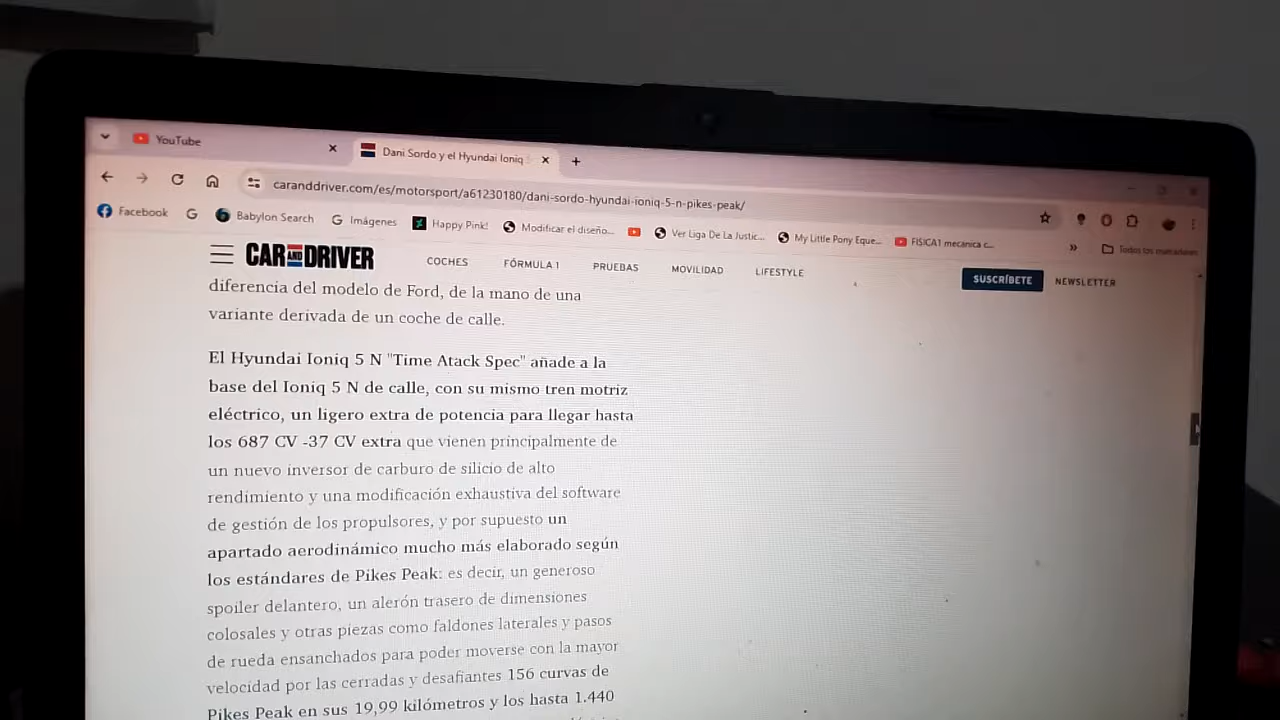 YouTube
Dani Sordo y el Hyundai Ioniq
caranddriver.com/es/motorsport/a61230180/dani-sordo-hyundai-ioniq-5-n-pikes-peak/
Facebook
Babylon Search
Imágenes
Happy Pink!
Modificar el diseño...
Ver Liga De La Justic...
My Little Pony Eque...
FISICA1 mecanica c...
Todos los marcadores
CAR AND DRIVER
COCHES
FÓRMULA 1
PRUEBAS
MOVILIDAD
LIFESTYLE
SUSCRÍBETE
NEWSLETTER
diferencia del modelo de Ford, de la mano de una
variante derivada de un coche de calle.
El Hyundai Ioniq 5 N "Time Atack Spec" añade a la
base del Ioniq 5 N de calle, con su mismo tren motriz
eléctrico, un ligero extra de potencia para llegar hasta
los 687 CV -37 CV extra que vienen principalmente de
un nuevo inversor de carburo de silicio de alto
rendimiento y una modificación exhaustiva del software
de gestión de los propulsores, y por supuesto un
apartado aerodinámico mucho más elaborado según
los estándares de Pikes Peak: es decir, un generoso
spoiler delantero, un alerón trasero de dimensiones
colosales y otras piezas como faldones laterales y pasos
de rueda ensanchados para poder moverse con la mayor
velocidad por las cerradas y desafiantes 156 curvas de
Pikes Peak en sus 19,99 kilómetros y los hasta 1.440